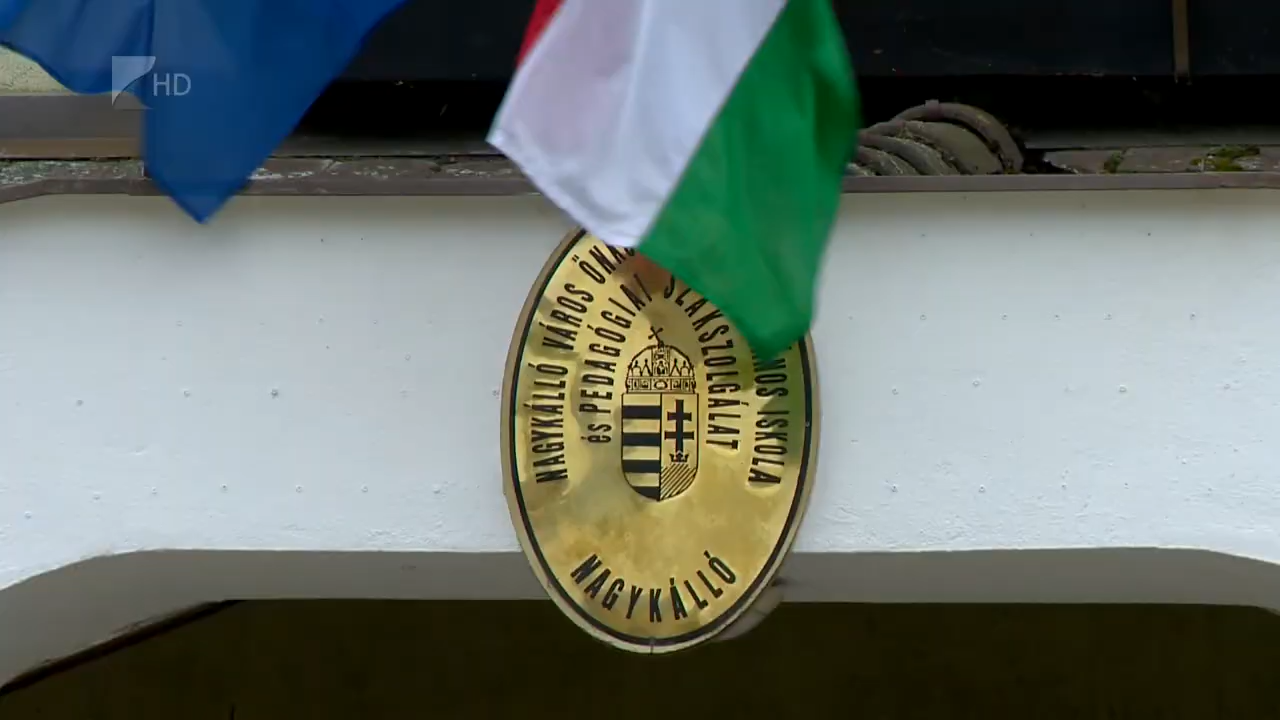 HD
NAGYKÁLLÓ VÁROS ISKOLA
és PEDAGÓGIAI SZAKSZOLGÁLAT
NAGYKÁLLÓ